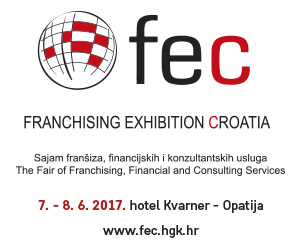 fec
FRANCHISING EXHIBITION CROATIA
Sajam franšiza, financijskih i konzultantskih usluga
The Fair of Franchising, Financial and Consulting Services
7. - 8. 6. 2017. hotel Kvarner - Opatija
www.fec.hgk.hr